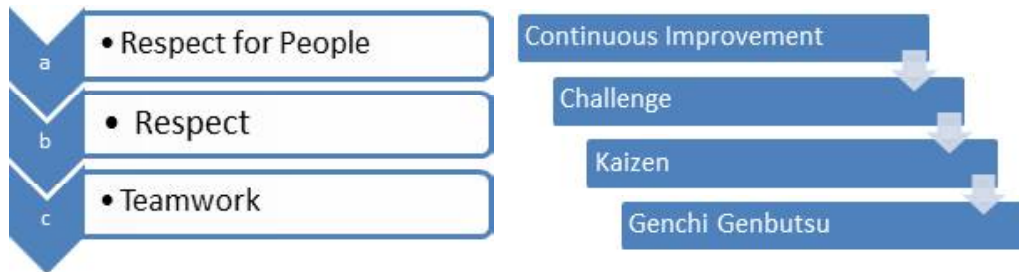 a
• Respect for People
b
• Respect
c
• Teamwork
Continuous Improvement
Challenge
Kaizen
Genchi Genbutsu